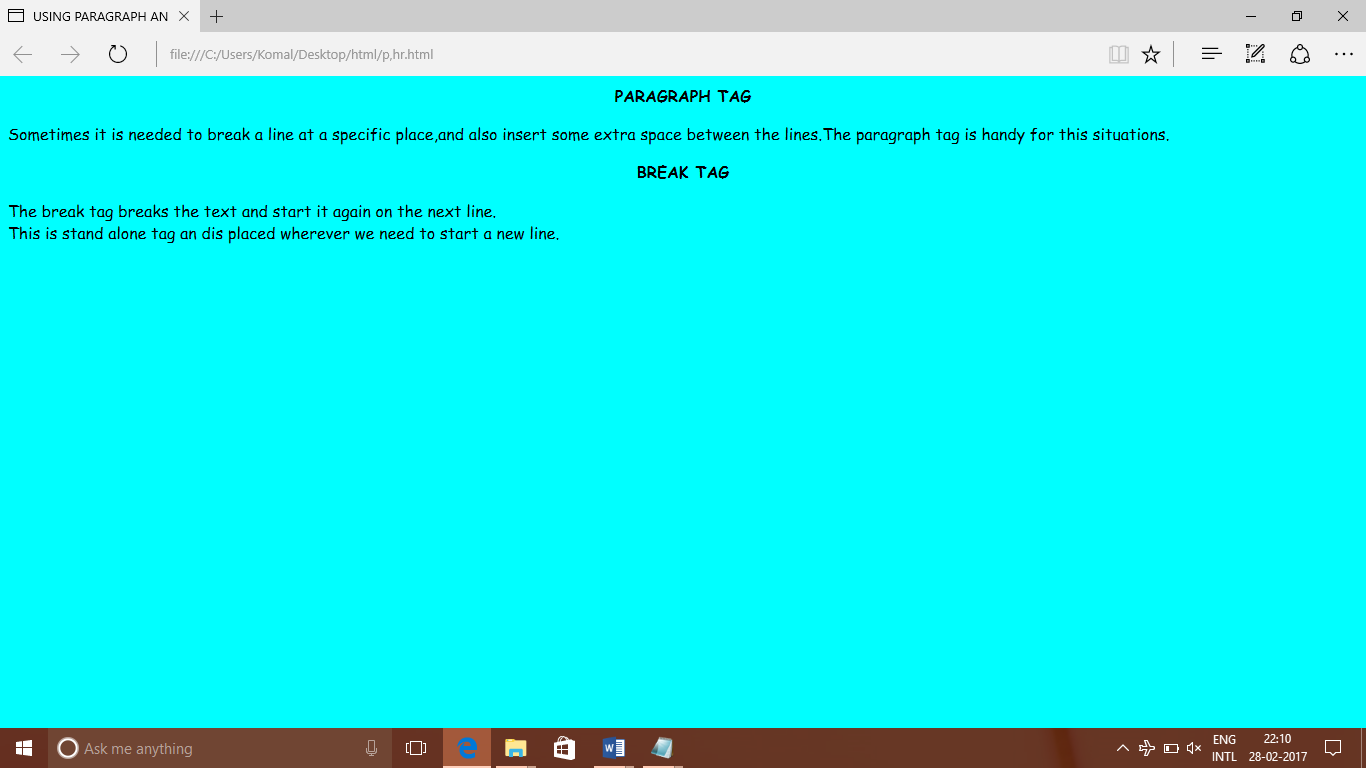 USING PARAGRAPH AN
file:///C:/Users/Komal/Desktop/html/p,hr.html
PARAGRAPH TAG
Sometimes it is needed to break a line at a specific place,and also insert some extra space between the lines.The paragraph tag is handy for this situations.
BREAK TAG
The break tag breaks the text and start it again on the next line.
This is stand alone tag an dis placed wherever we need to start a new line.
Ask me anything
ENG
INTL
22:10
28-02-2017